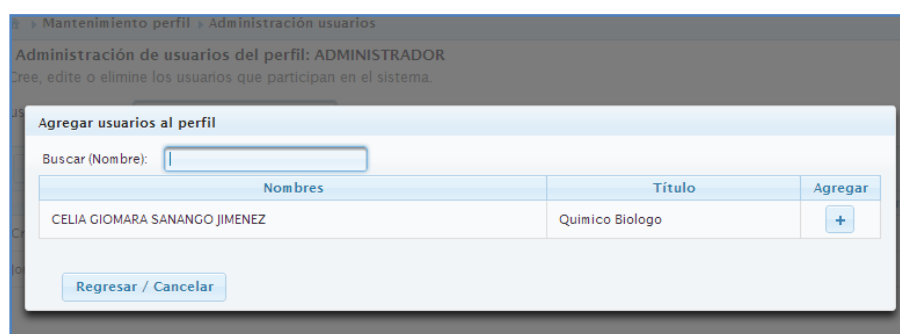 Mantenimiento perfil Administración usuarios
Administración de usuarios del perfil: ADMINISTRADOR
Cree, edite o elimine los usuarios que participan en el sistema.
Agregar usuarios al perfil
Buscar (Nombre):
Nombres Título Agregar
CELIA GIOMARA SANANGO JIMENEZ Quimico Biologo +
Regresar / Cancelar